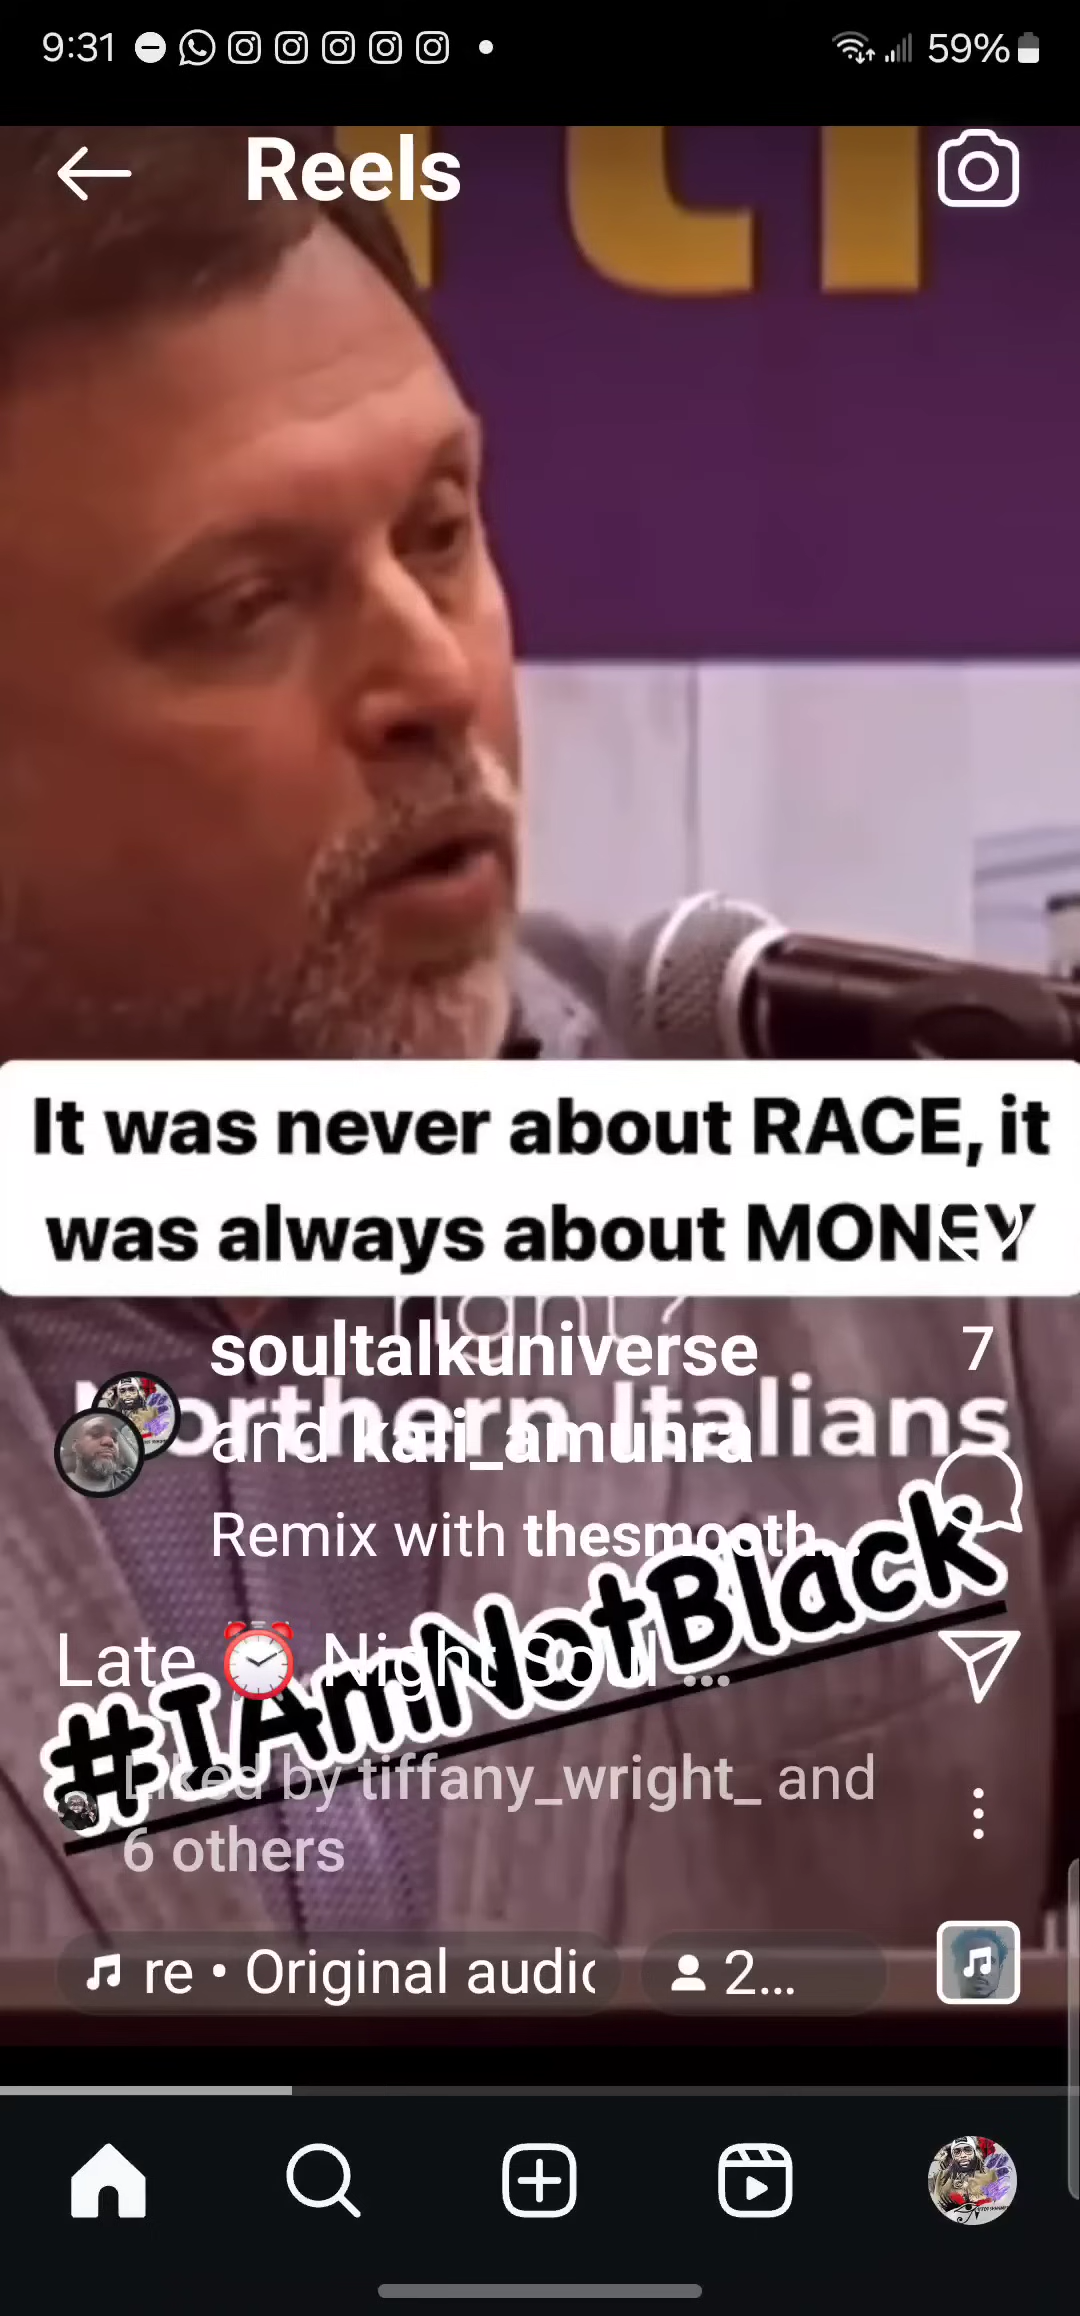 9:31
59%
Reels
It was never about RACE, it
was always about MONEY
right?
soultalkuniverse
7
Northern Italians
and kali_amunra
Remix with thesmooth...
#IAmNotBlack
Late ⏰ Night Soul ...
Liked by tiffany_wright_ and
6 others
re • Original audio
2...